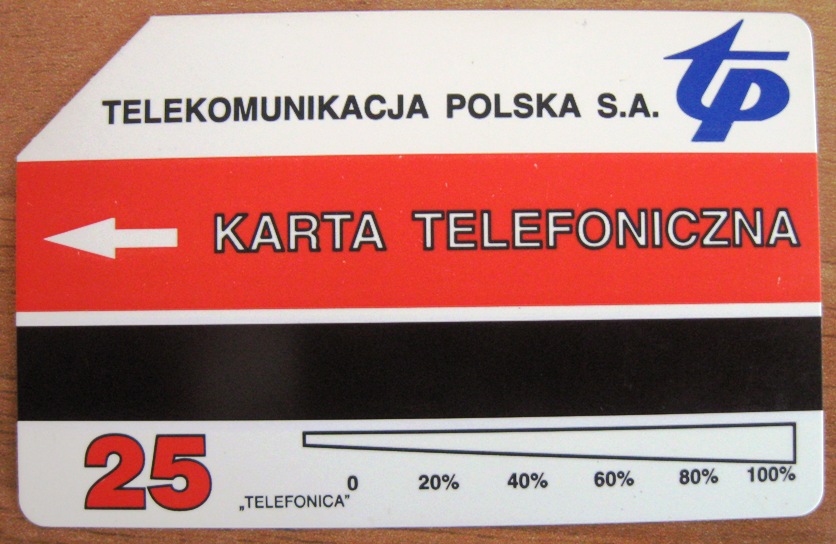 TELEKOMUNIKACJA POLSKA S.A. tp
KARTA TELEFONICZNA
25
„TELEFONICA”
0 20% 40% 60% 80% 100%